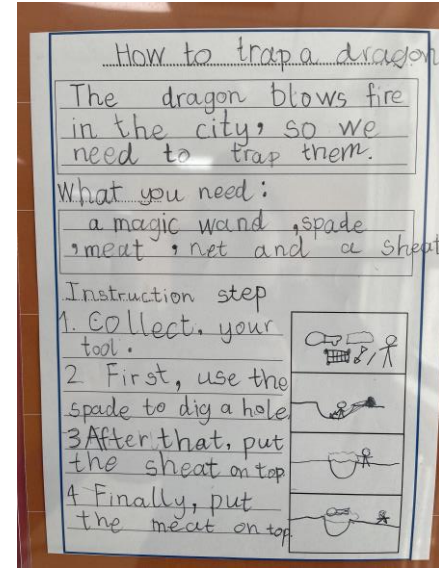 How to trap a dragon
The dragon blows fire
in the city, so we
need to trap them.
What you need:
a magic wand ,spade
,meat , net and a sheat
Instruction step
1. Collect. your
tool.
2 First, use the
spade to dig a hole.
3 After that, put
the sheat on top
4 Finally, put
the meat on top.